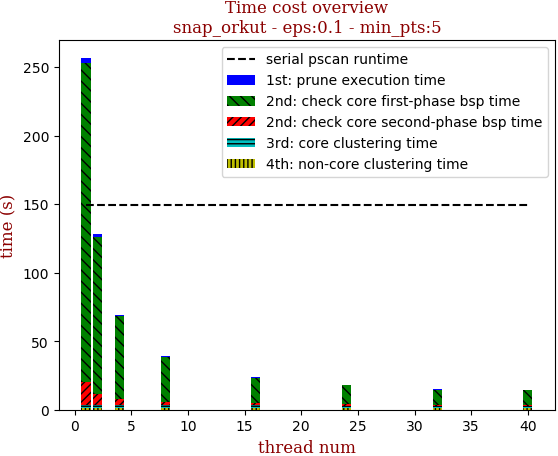 Time cost overview
snap_orkut - eps:0.1 - min_pts:5
serial pscan runtime
1st: prune execution time
2nd: check core first-phase bsp time
2nd: check core second-phase bsp time
3rd: core clustering time
4th: non-core clustering time
time (s)
250
200
150
100
50
0
0 5 10 15 20 25 30 35 40
thread num